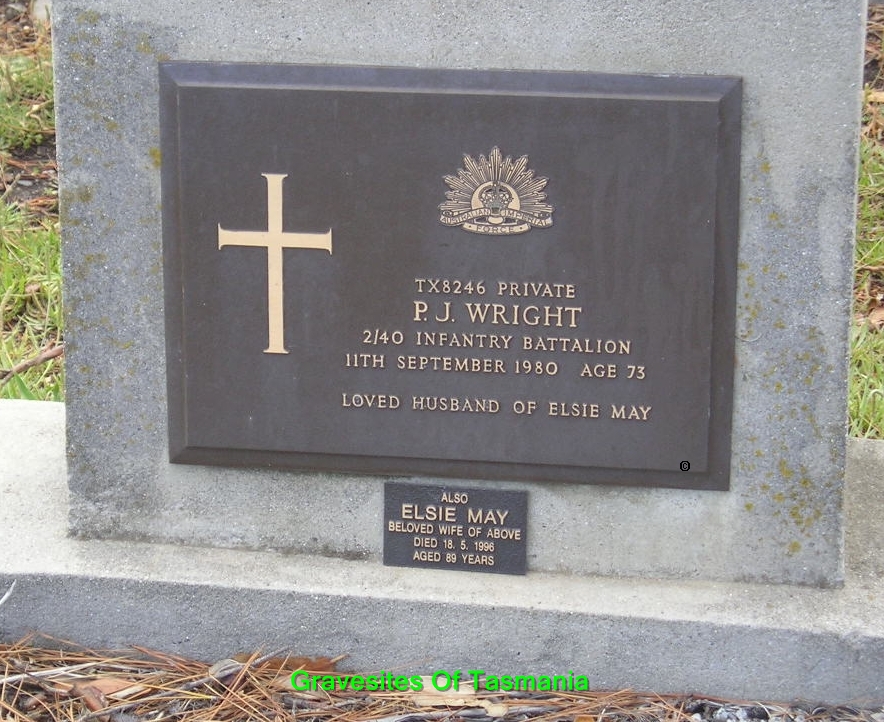 AUSTRALIAN IMPERIAL
FORCE
TX8246 PRIVATE
P. J. WRIGHT
2/40 INFANTRY BATTALION
11TH SEPTEMBER 1980 AGE 73
LOVED HUSBAND OF ELSIE MAY
©
ALSO
ELSIE MAY
BELOVED WIFE OF ABOVE
DIED 18. 5. 1996
AGED 89 YEARS
Gravesites Of Tasmania